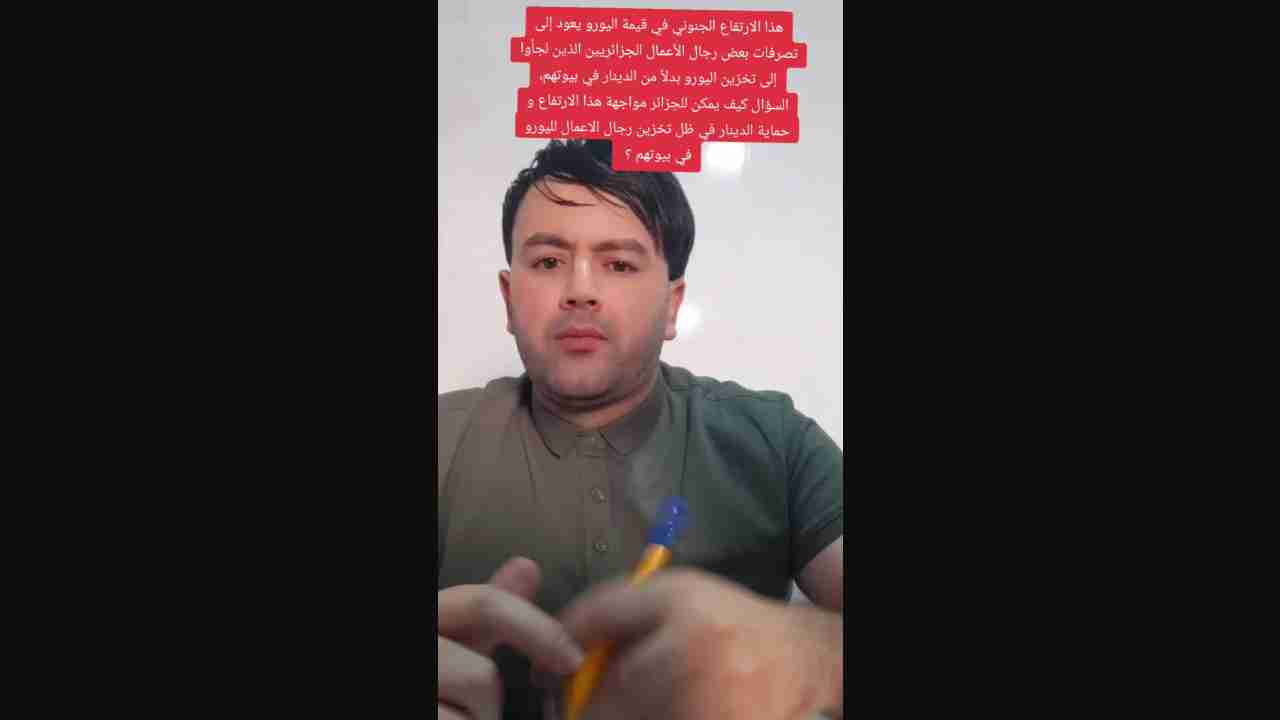 هذا الارتفاع الجنوني في قيمة اليورو يعود إلى
تصرفات بعض رجال الأعمال الجزائريين الذين لجأوا
إلى تخزين اليورو بدلاً من الدينار في بيوتهم،
السؤال كيف يمكن للجزائر مواجهة هذا الارتفاع و
حماية الدينار في ظل تخزين رجال الاعمال لليورو
في بيوتهم ؟